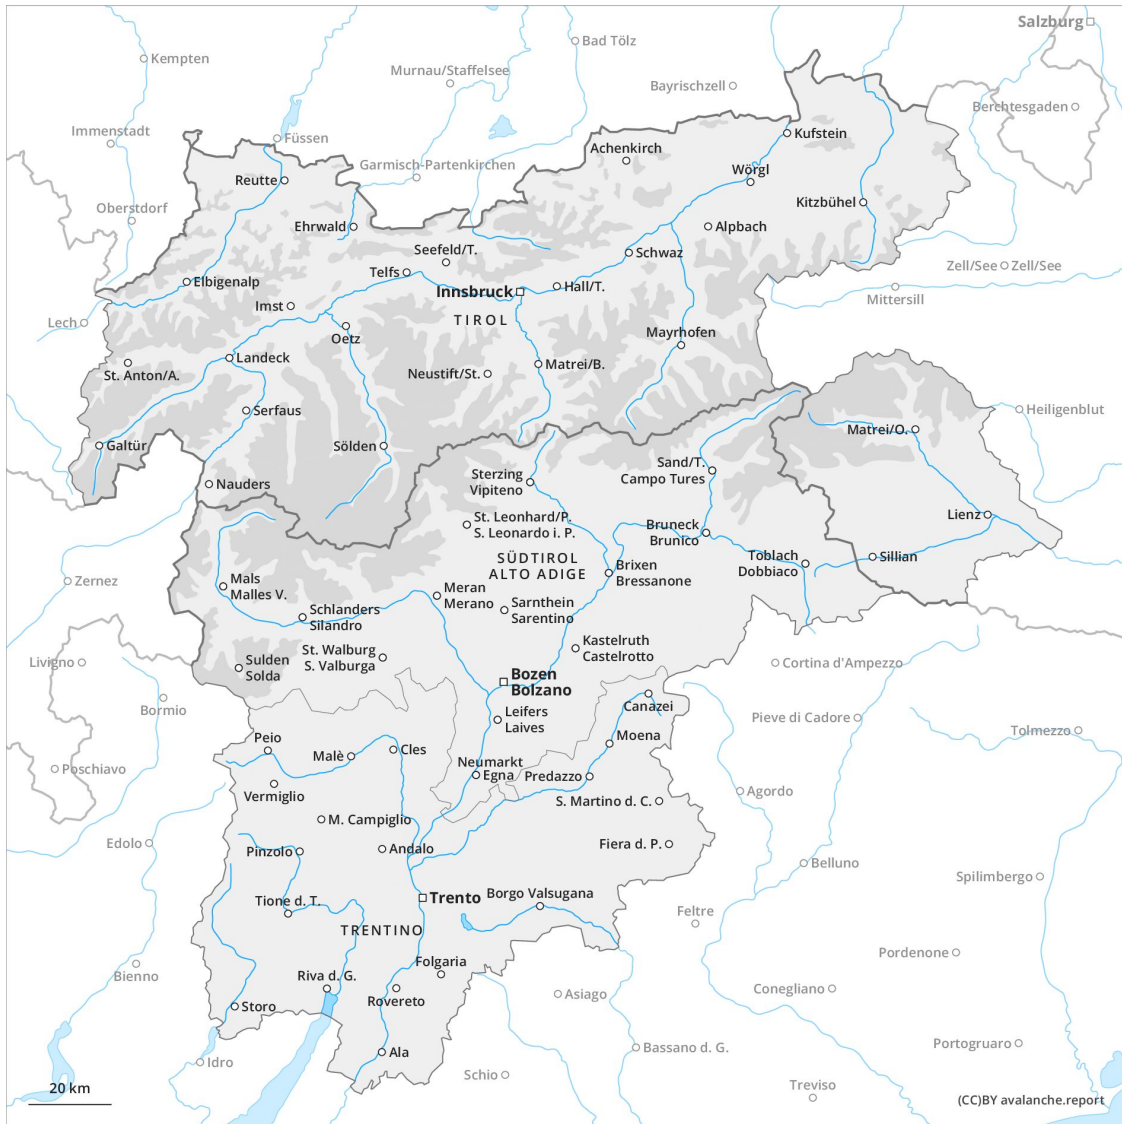 Salzburg
Bad Tölz
Kempten
Murnau/Staffelsee
Bayrischzell
Berchtesgaden
Immenstadt
Füssen
Kufstein
Achenkirch
Garmisch-Partenkirchen
Wörgl
Reutte
Kitzbühel
Oberstdorf
Ehrwald
Alpbach
Seefeld/T.
Schwaz
Zell/See
Zell/See
Telfs
Elbigenalp
Hall/T.
Innsbruck
Mittersill
Imst
TIROL
Lech
Oetz
Mayrhofen
Landeck
Matrei/B.
St. Anton/A.
Neustift/St.
Serfaus
Heiligenblut
Matrei/O.
Galtür
Sölden
Sand/T.
Campo Tures
Sterzing
Vipiteno
Nauders
St. Leonhard/P.
S. Leonardo i. P.
Bruneck
Brunico
Lienz
SÜDTIROL
ALTO ADIGE
Toblach
Dobbiaco
Sillian
Brixen
Bressanone
Zernez
Mals
Malles V.
Meran
Merano
Sarnthein
Sarentino
Schlanders
Silandro
Kastelruth
Castelrotto
St. Walburg
S. Valburga
Livigno
Sulden
Solda
Cortina d'Ampezzo
Bozen
Bolzano
Bormio
Canazei
Leifers
Laives
Pieve di Cadore
Tolmezzo
Peio
Moena
Malè
Cles
Neumarkt
Egna
Predazzo
Poschiavo
Vermiglio
Agordo
S. Martino d. C.
M. Campiglio
Edolo
Fiera d. P.
Pinzolo
Andalo
Belluno
Spilimbergo
Tione d. T.
Trento
Borgo Valsugana
Feltre
TRENTINO
Pordenone
Folgaria
Bienno
Riva d. G.
Conegliano
Asiago
Rovereto
Storo
Portogruaro
Bassano d. G.
Ala
Idro
Schio
Treviso
20 km
(CC)BY avalanche.report